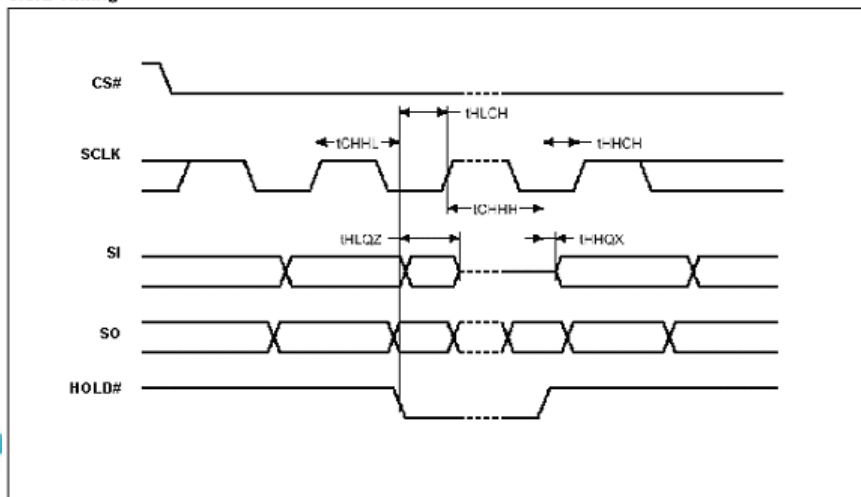 CS#
tHLCH
tCHHL
tHHCH
SCLK
tCHHH
tHLQZ
tHHQX
SI
SO
HOLD#